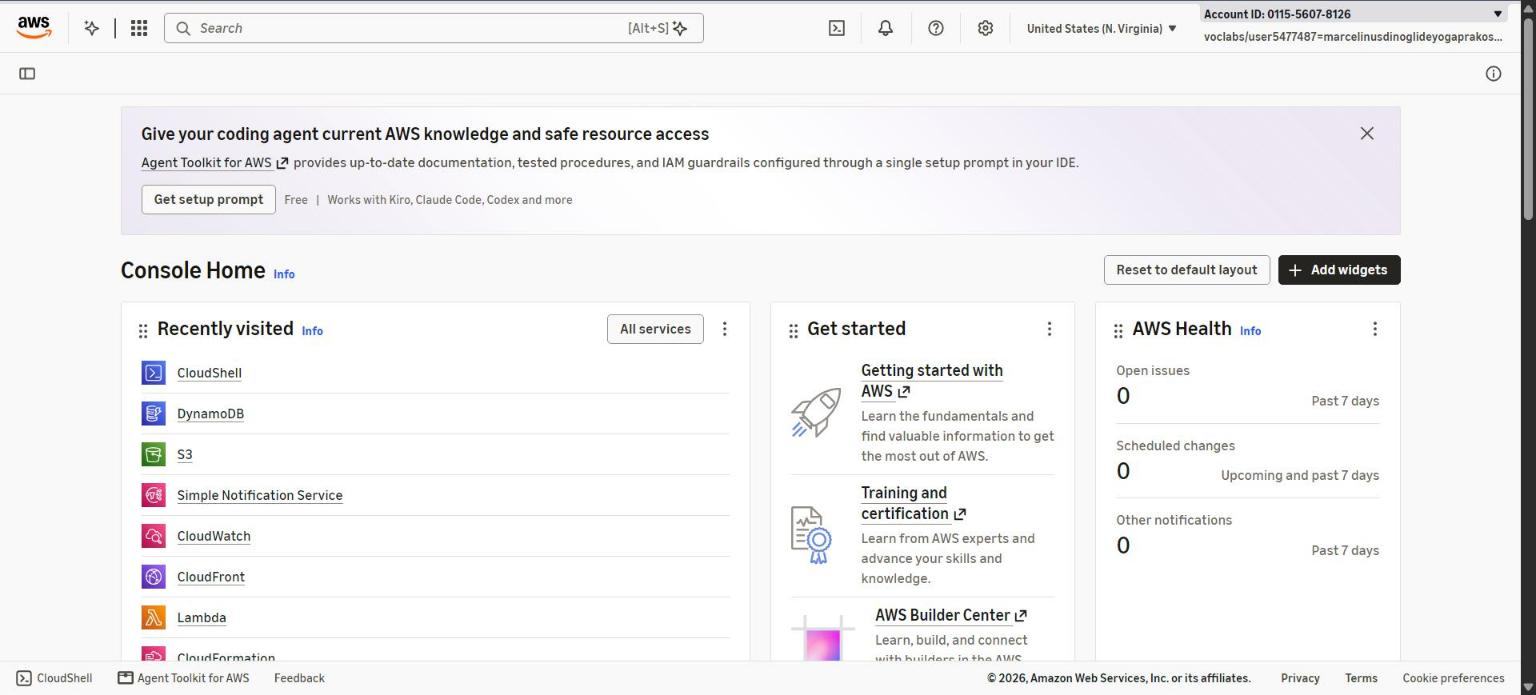 aws
Search
[Alt+S]
United States (N. Virginia)
Account ID: 0115-5607-8126
voclabs/user5477487=marcelinusdinoglideyogaprakos...
Give your coding agent current AWS knowledge and safe resource access
Agent Toolkit for AWS provides up-to-date documentation, tested procedures, and IAM guardrails configured through a single setup prompt in your IDE.
Get setup prompt
Free | Works with Kiro, Claude Code, Codex and more
Console Home Info
Reset to default layout
Add widgets
Recently visited Info
All services
CloudShell
DynamoDB
S3
Simple Notification Service
CloudWatch
CloudFront
Lambda
CloudFormation
Get started
Getting started with
AWS
Learn the fundamentals and
find valuable information to get
the most out of AWS.
Training and
certification
Learn from AWS experts and
advance your skills and
knowledge.
AWS Builder Center
Learn, build, and connect
with builders in the AWS
AWS Health Info
Open issues
0
Past 7 days
Scheduled changes
0
Upcoming and past 7 days
Other notifications
0
Past 7 days
CloudShell
Agent Toolkit for AWS
Feedback
© 2026, Amazon Web Services, Inc. or its affiliates.
Privacy
Terms
Cookie preferences